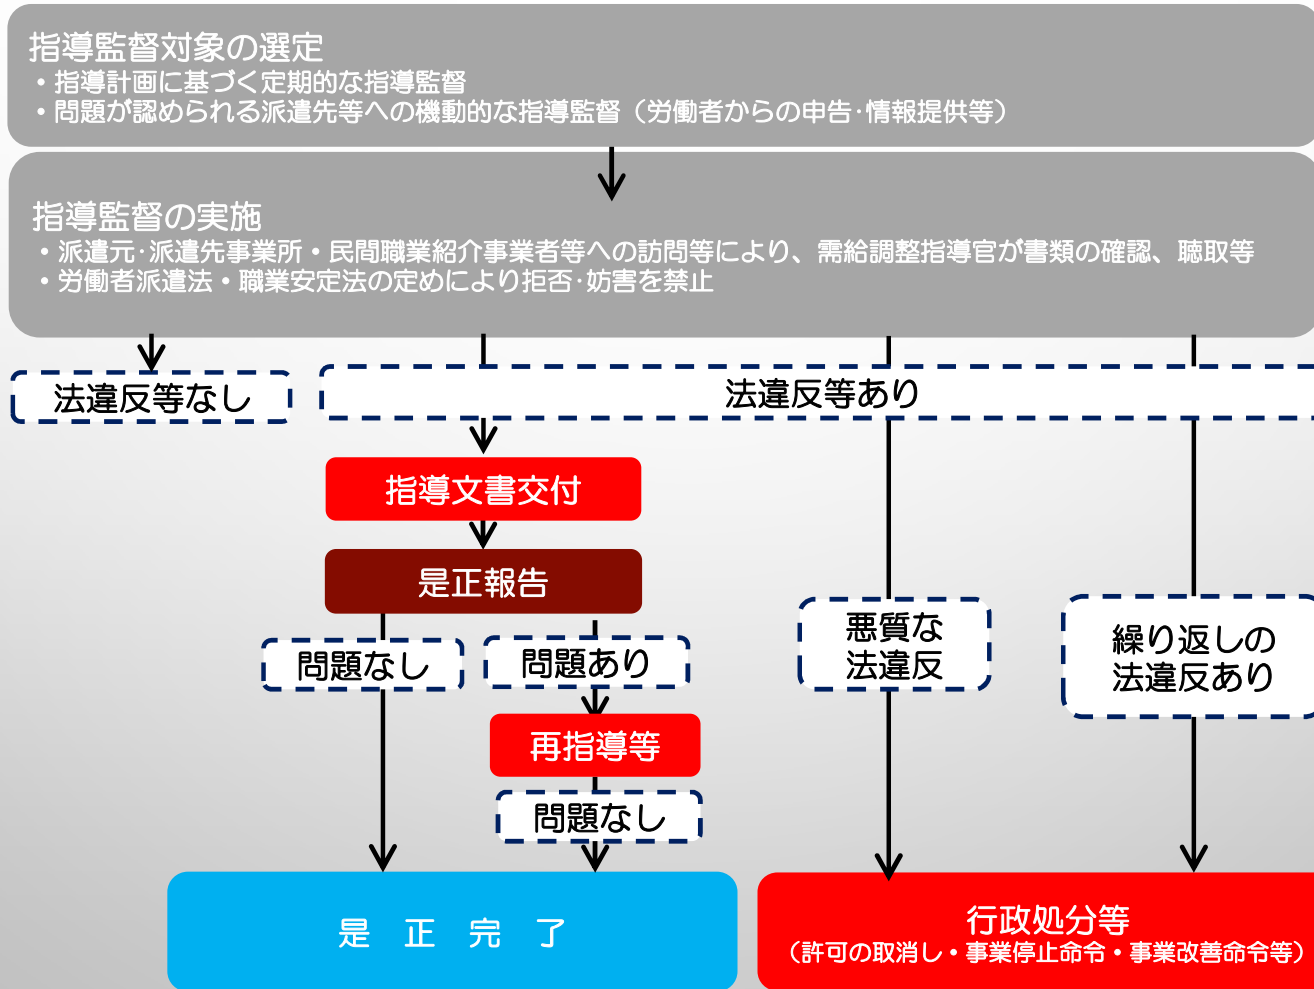 指導監督対象の選定
・指導計画に基づく定期的な指導監督
・問題が認められる派遣先等への機動的な指導監督（労働者からの申告･情報提供等）
指導監督の実施
・派遣元･派遣先事業所・民間職業紹介事業者等への訪問等により、需給調整指導官が書類の確認、聴取等
・労働者派遣法・職業安定法の定めにより拒否･妨害を禁止
法違反等なし
法違反等あり
指導文書交付
是正報告
問題なし
問題あり
悪質な
法違反
繰り返しの
法違反あり
再指導等
問題なし
是 正 完 了
行政処分等
（許可の取消し・事業停止命令・事業改善命令等）